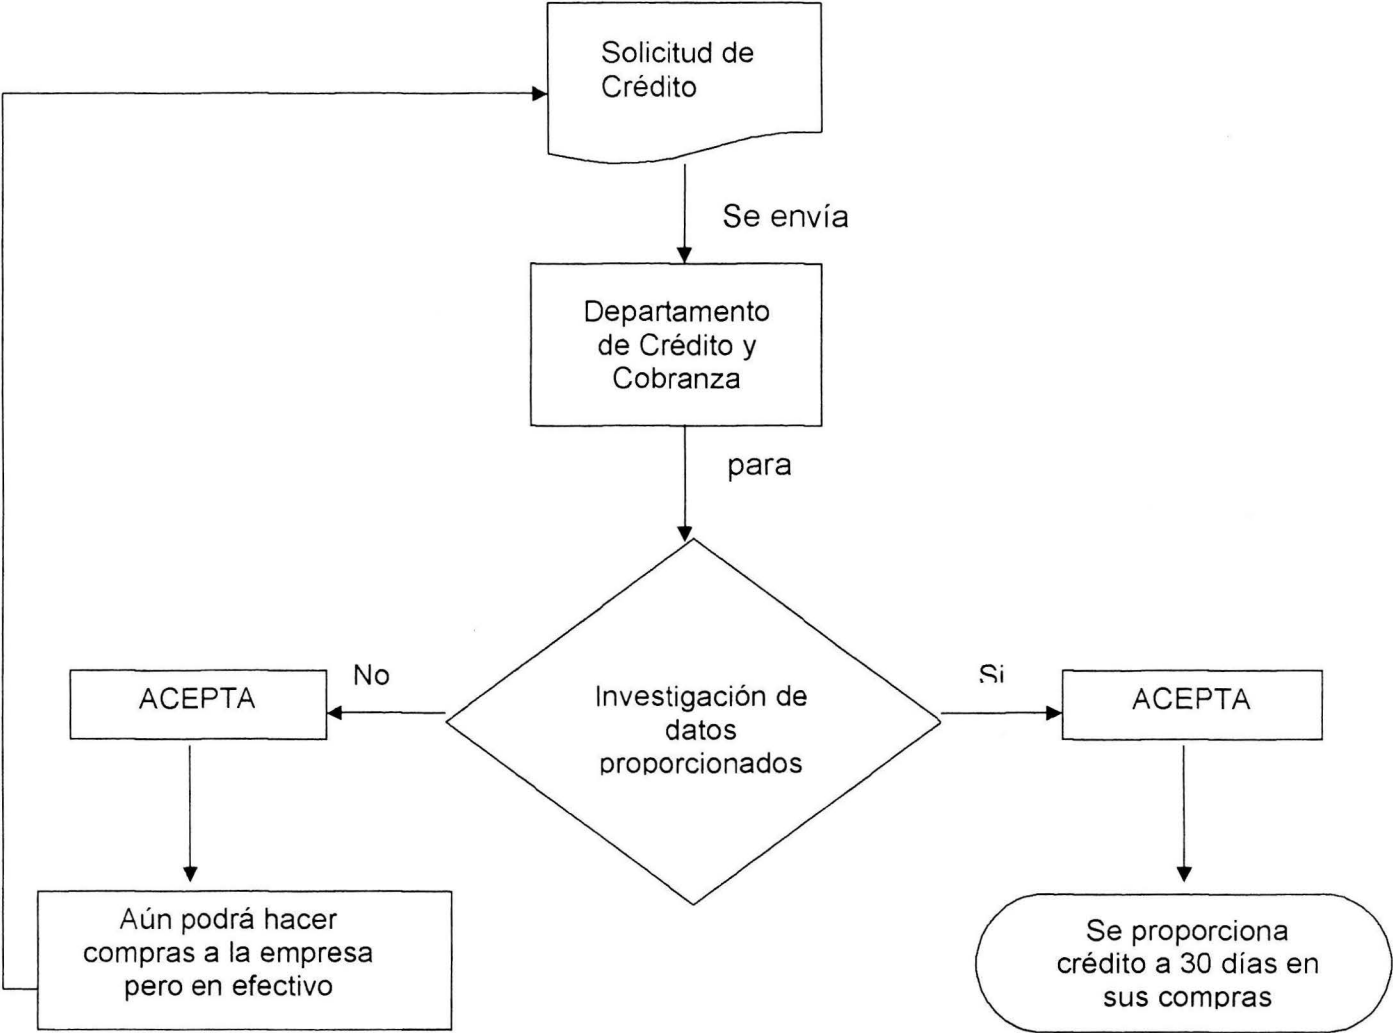 Solicitud de
Crédito
Se envía
Departamento
de Crédito y
Cobranza
para
No
Si
ACEPTA
Investigación de
datos
proporcionados
ACEPTA
Aún podrá hacer
compras a la empresa
pero en efectivo
Se proporciona
crédito a 30 días en
sus compras